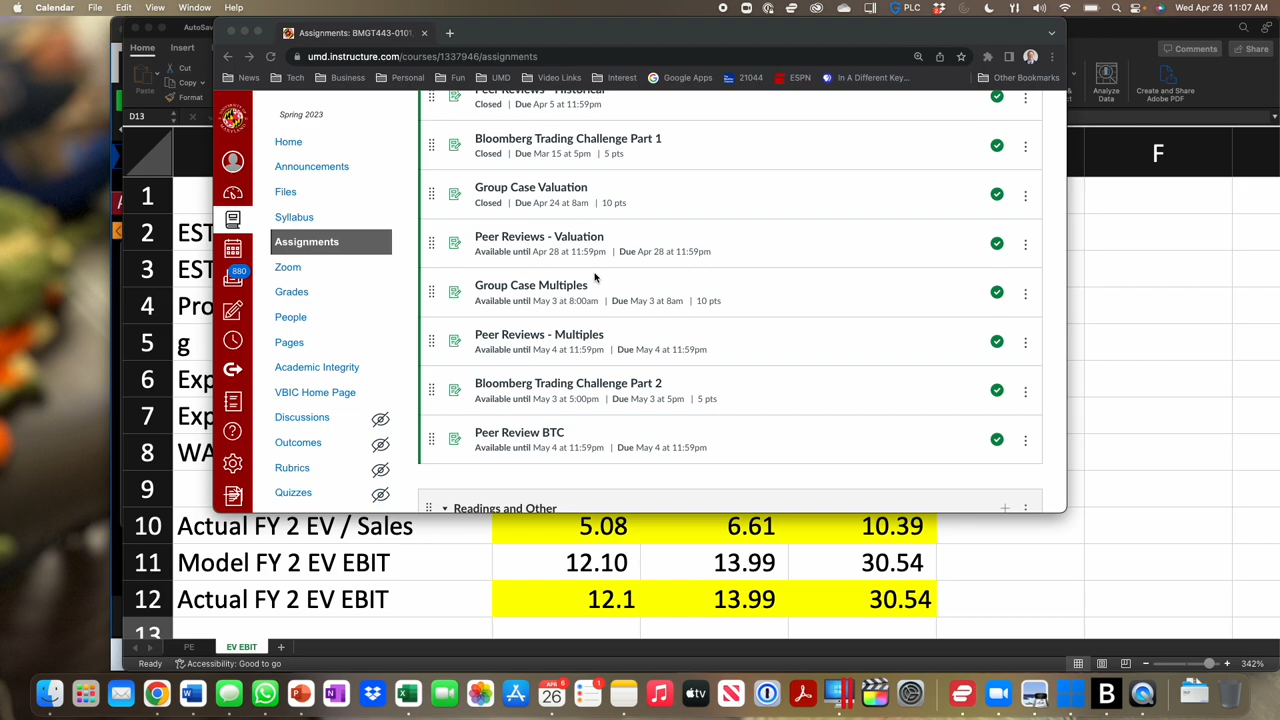 Calendar File Edit View Window Help PLC Wed Apr 26 11:07 AM
AutoSav
Assignments: BMGT443-0101
umd.instructure.com/courses/1337946/assignments
News Tech Business Personal Fun UMD Video Links Interest Google Apps 21044 ESPN In A Different Key... Other Bookmarks
Home Insert
Cut
Copy
Format
Paste
Comments
Share
Analyze
Data
Create and Share
Adobe PDF
D13
F
1
2 EST
3 EST
4 Pro
5 g
6 Exp
7 Exp
8 WA
9
10 Actual FY 2 EV / Sales 5.08 6.61 10.39
11 Model FY 2 EV EBIT 12.10 13.99 30.54
12 Actual FY 2 EV EBIT 12.1 13.99 30.54
13
Spring 2023
Home
Announcements
Files
Syllabus
Assignments
Zoom
Grades
People
Pages
Academic Integrity
VBIC Home Page
Discussions
Outcomes
Rubrics
Quizzes
880
Peer Reviews - Historical
Closed | Due Apr 5 at 11:59pm
Bloomberg Trading Challenge Part 1
Closed | Due Mar 15 at 5pm | 5 pts
Group Case Valuation
Closed | Due Apr 24 at 8am | 10 pts
Peer Reviews - Valuation
Available until Apr 28 at 11:59pm | Due Apr 28 at 11:59pm
Group Case Multiples
Available until May 3 at 8:00am | Due May 3 at 8am | 10 pts
Peer Reviews - Multiples
Available until May 4 at 11:59pm | Due May 4 at 11:59pm
Bloomberg Trading Challenge Part 2
Available until May 3 at 5:00pm | Due May 3 at 5pm | 5 pts
Peer Review BTC
Available until May 4 at 11:59pm | Due May 4 at 11:59pm
Readings and Other
PE EV EBIT
Ready Accessibility: Good to go 342%
APR
26
6
1
B